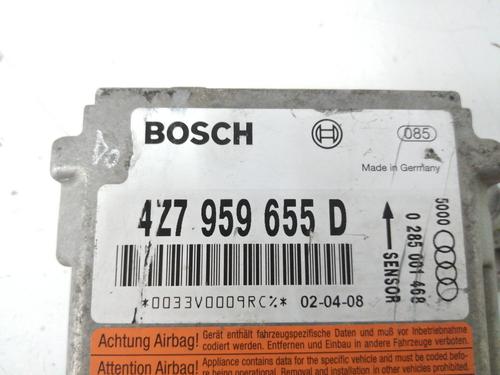 BOSCH
085
Made in Germany
4Z7 959 655 D
*0033V0009RC%* 02-04-08
5000
0 285 001 468
SENSOR
Achtung Airbag! Gerät enthält fahrzeugspezifische Daten und muß vor Inbetriebnahme
codiert werden. Entfernen und Einbau in andere Fahrzeuge verboten.
Attention Airbag! Appliance contains data for the specific vehicle and must be coded befo-
re being operational. Removal and installation in other vehicles